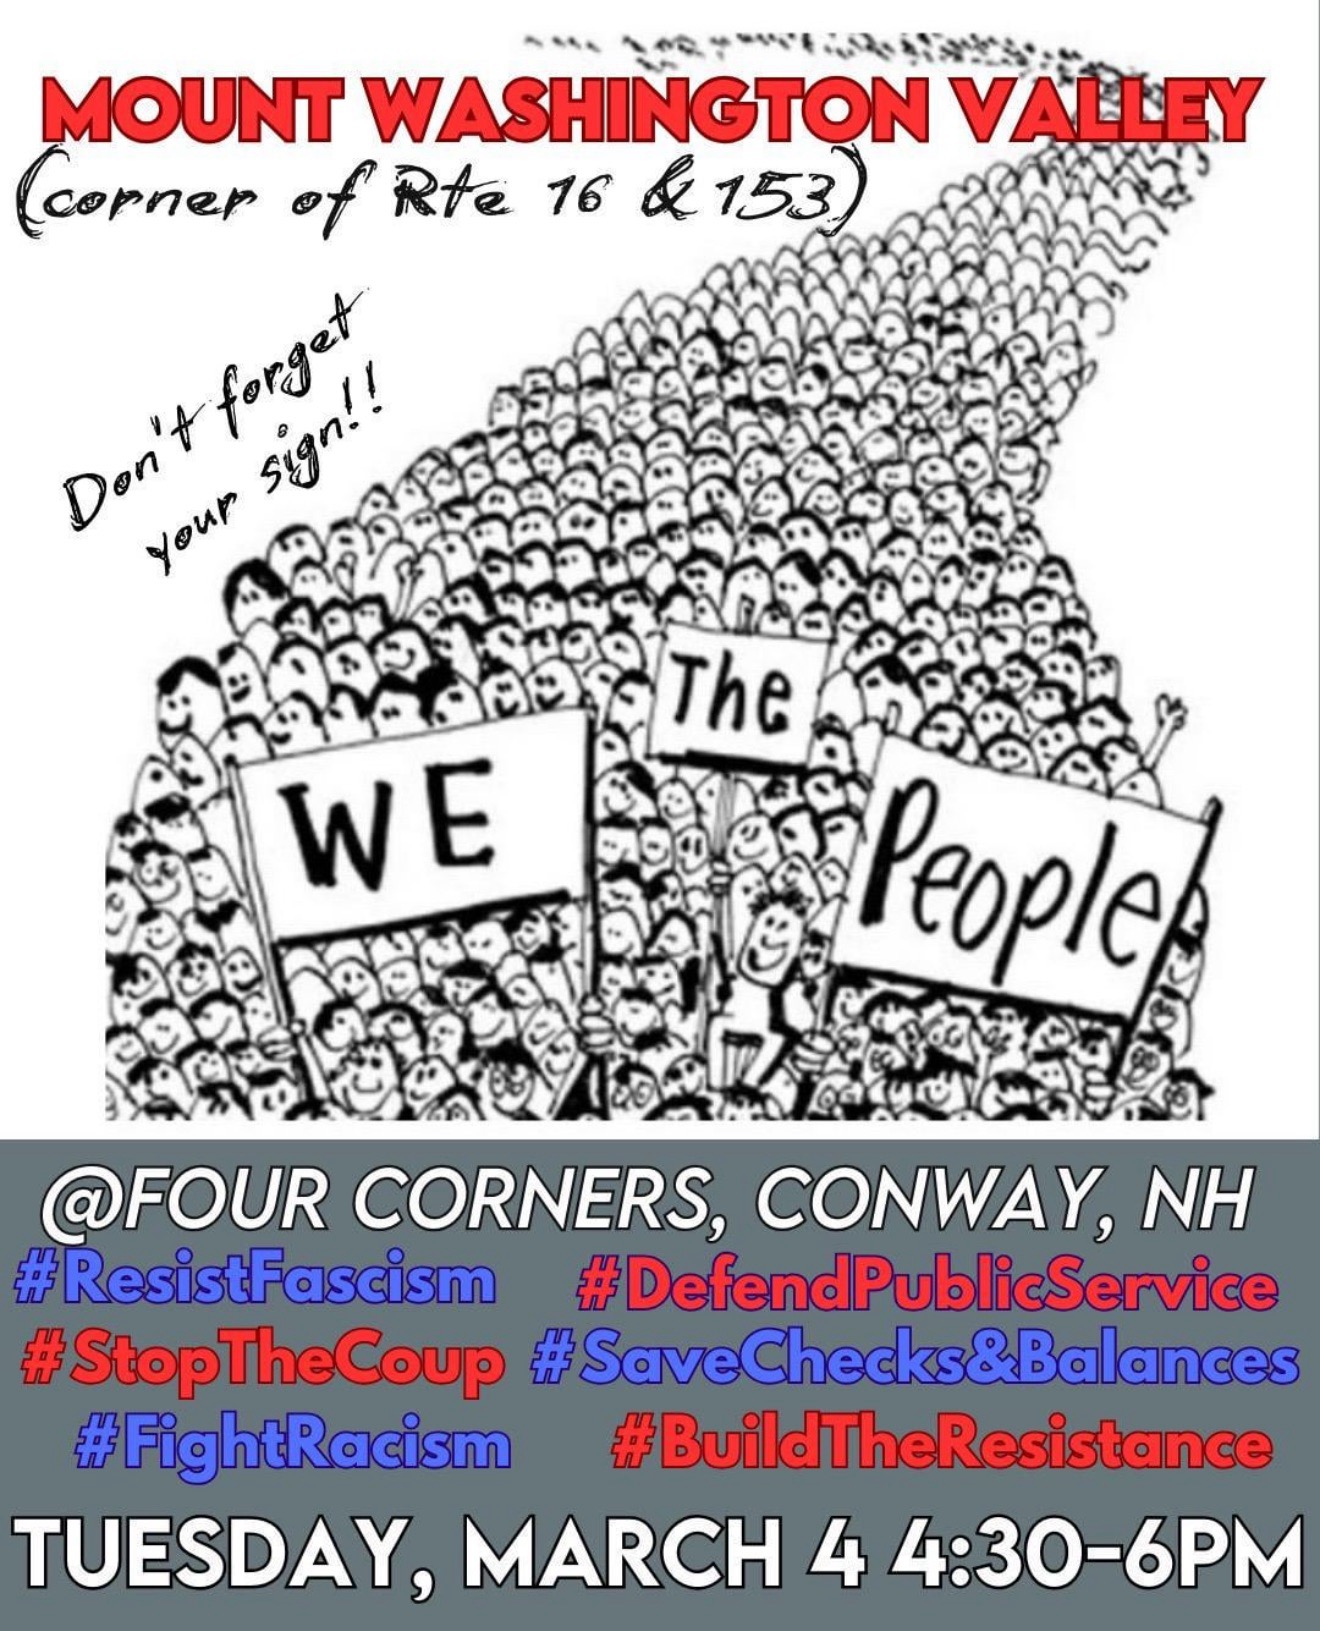 MOUNT WASHINGTON VALLEY
(corner of Rte 16 & 153)
Don't forget
your sign!!
The
WE
People
@FOUR CORNERS, CONWAY, NH
#ResistFascism #DefendPublicService
#StopTheCoup #SaveChecks&Balances
#FightRacism #BuildTheResistance
TUESDAY, MARCH 4 4:30-6PM